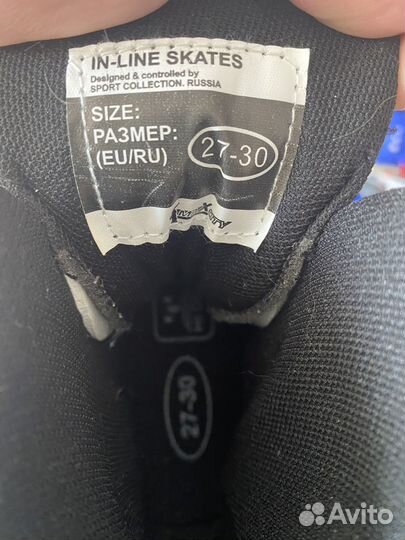 IN-LINE SKATES
Designed & controlled by
SPORT COLLECTION. RUSSIA
SIZE:
РАЗМЕР:
(EU/RU)
27-30
27-30
Avito